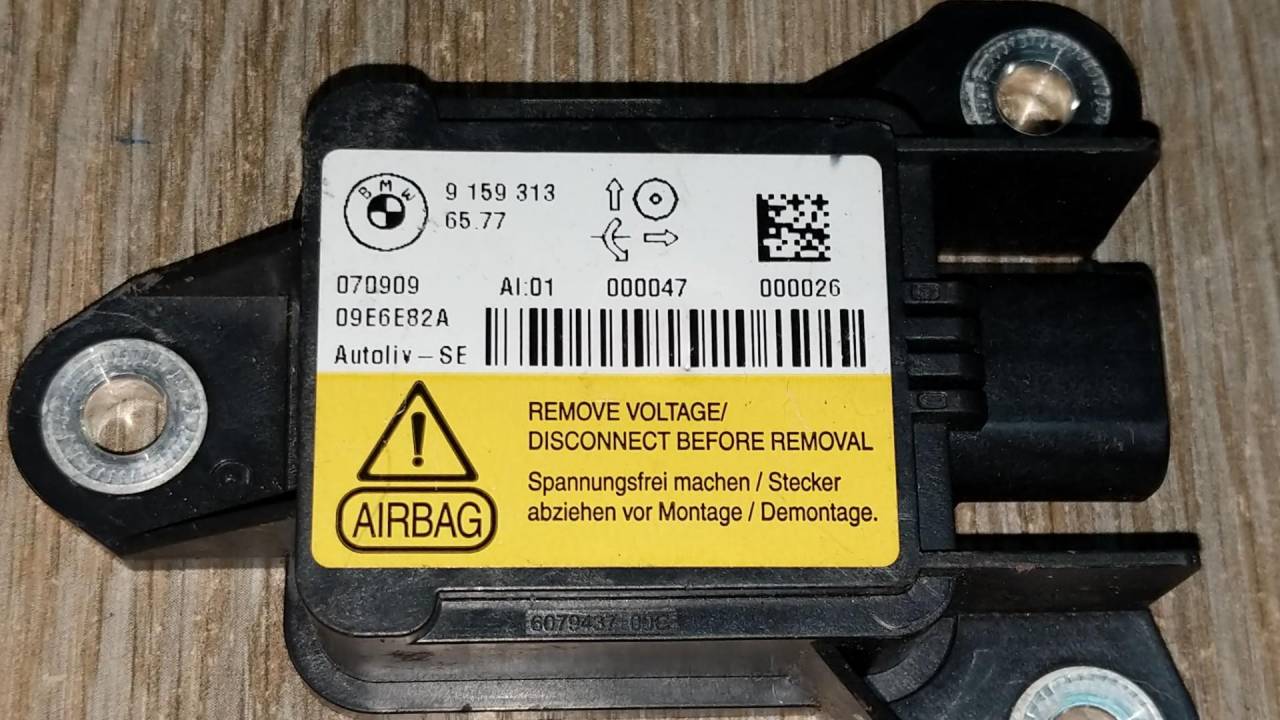 BMW
9 159 313
65.77
070909 AI:01 000047 000026
09E6E82A
Autoliv-SE
REMOVE VOLTAGE/
DISCONNECT BEFORE REMOVAL
AIRBAG
Spannungsfrei machen / Stecker
abziehen vor Montage / Demontage.
6079437